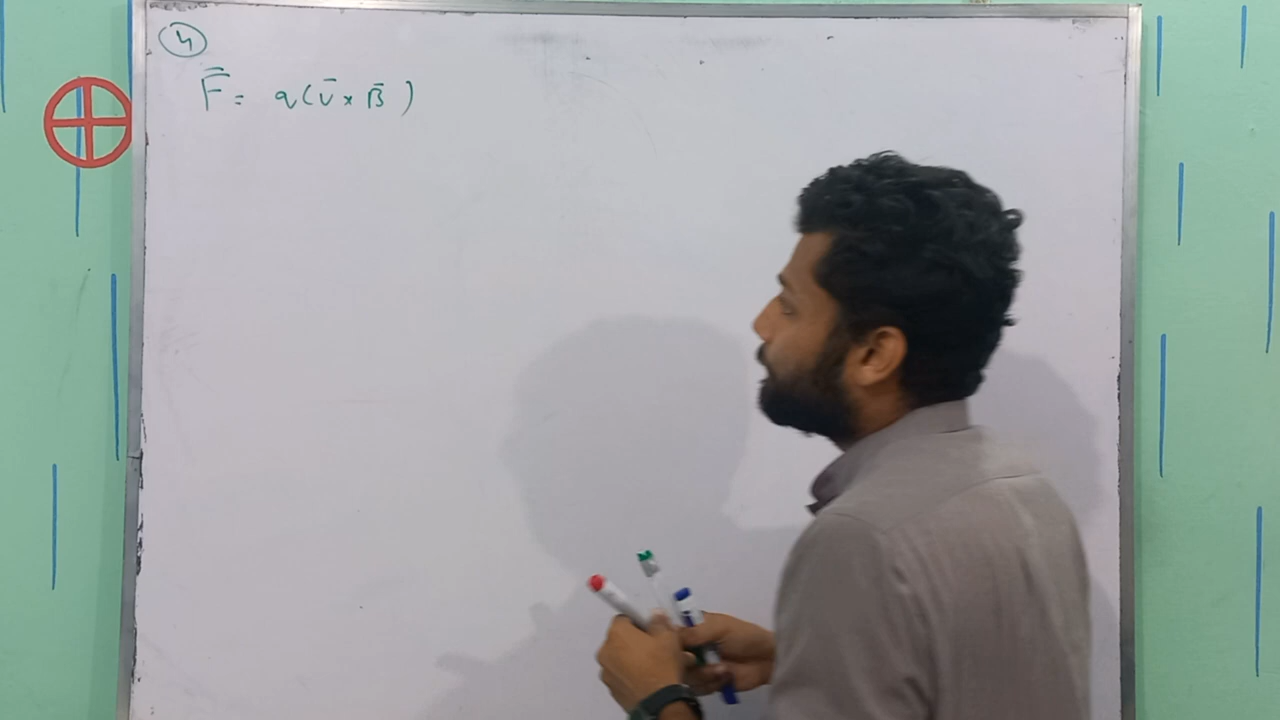 4
F̅ = q(v̅ × B̅)